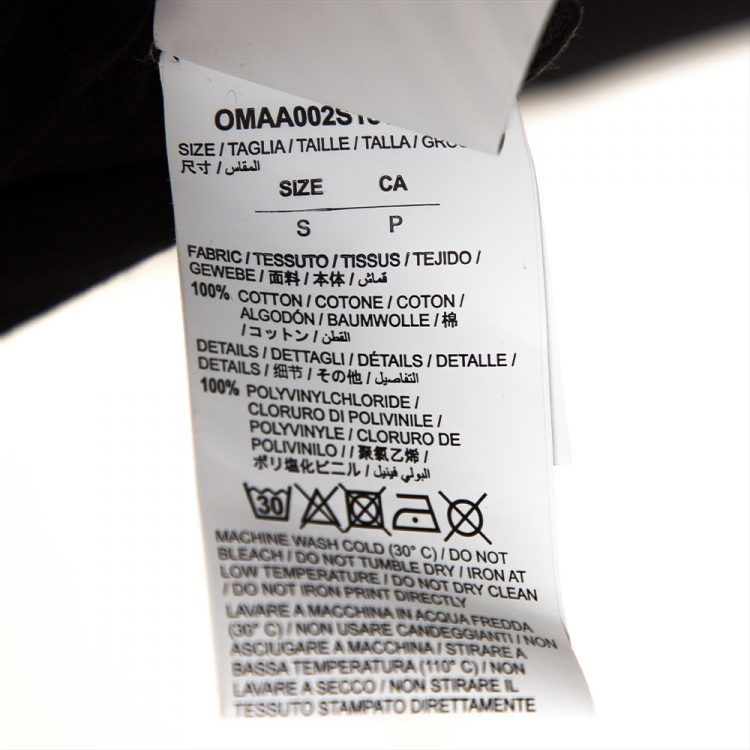 OMAA002S
SIZE / TAGLIA / TAILLE / TALLA /
尺寸 / المقاس
SIZE CA
S P
FABRIC / TESSUTO / TISSUS / TEJIDO /
GEWEBE / 面料 / 本体 / قماش
100% COTTON / COTONE / COTON /
ALGODÓN / BAUMWOLLE / 棉
/ コットン / القطن
DETAILS / DETTAGLI / DÉTAILS / DETALLE /
DETAILS / 细节 / その他 / التفاصيل
100% POLYVINYLCHLORIDE /
CLORURO DI POLIVINILE /
POLYVINYLE / CLORURO DE
POLIVINILO / / 聚氯乙烯 /
ポリ塩化ビニル / البولي فينيل
30
MACHINE WASH COLD (30° C) / DO NOT
BLEACH / DO NOT TUMBLE DRY / IRON AT
LOW TEMPERATURE / DO NOT DRY CLEAN
/ DO NOT IRON PRINT DIRECTLY
LAVARE A MACCHINA IN ACQUA FREDDA
(30° C) / NON USARE CANDEGGIANTI / NON
ASCIUGARE A MACCHINA / STIRARE A
BASSA TEMPERATURA (110° C) / NON
LAVARE A SECCO / NON STIRARE IL
TESSUTO STAMPATO DIRETTAMENTE